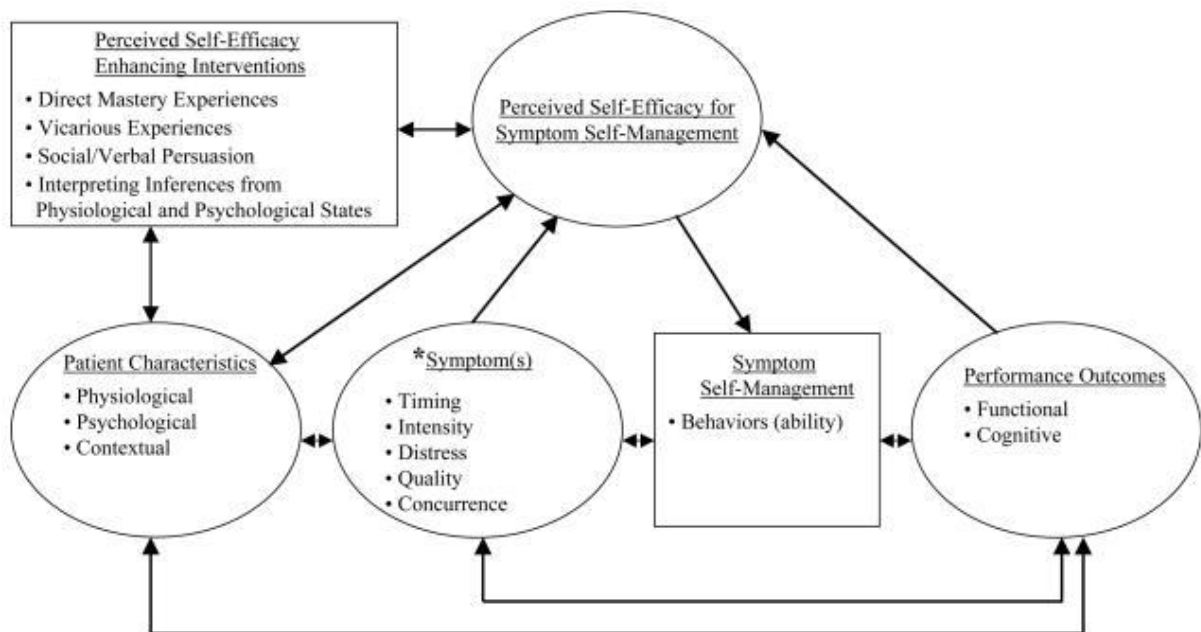 Perceived Self-Efficacy
Enhancing Interventions
• Direct Mastery Experiences
• Vicarious Experiences
• Social/Verbal Persuasion
• Interpreting Inferences from
Physiological and Psychological States
Perceived Self-Efficacy for
Symptom Self-Management
Patient Characteristics
• Physiological
• Psychological
• Contextual
*Symptom(s)
• Timing
• Intensity
• Distress
• Quality
• Concurrence
Symptom
Self-Management
• Behaviors (ability)
Performance Outcomes
• Functional
• Cognitive